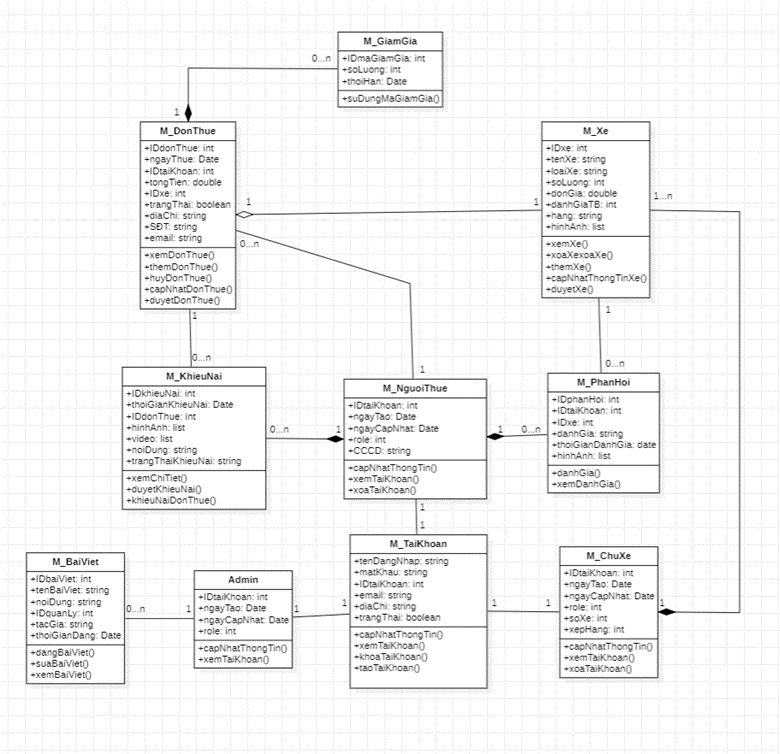 M_GiamGia
+IDmaGiamGia: int
+soLuong: int
+thoiHan: Date
+suDungMaGiamGia()
0...n
1
M_DonThue
+IDdonThue: int
+ngayThue: Date
+IDtaiKhoan: int
+tongTien: double
+IDxe: int
+trangThai: boolean
+diaChi: string
+SĐT: string
+email: string
+xemDonThue()
+themDonThue()
+huyDonThue()
+capNhatDonThue()
+duyetDonThue()
1
1
0...n
M_Xe
+IDxe: int
+tenXe: string
+loaiXe: string
+soLuong: int
+donGia: double
+danhGiaTB: int
+hang: string
+hinhAnh: list
+xemXe()
+xoaXexoaXe()
+themXe()
+capNhatThongTinXe()
+duyetXe()
1...n
1
0...n
1
0...n
1
M_KhieuNai
+IDkhieuNai: int
+thoiGianKhieuNai: Date
+IDdonThue: int
+hinhAnh: list
+video: list
+noiDung: string
+trangThaiKhieuNai: string
+xemChiTiet()
+duyetKhieuNai()
+khieuNaiDonThue()
0...n
1
M_NguoiThue
+IDtaiKhoan: int
+ngayTao: Date
+ngayCapNhat: Date
+role: int
+CCCD: string
+capNhatThongTin()
+xemTaiKhoan()
+xoaTaiKhoan()
1
0...n
M_PhanHoi
+IDphanHoi: int
+IDtaiKhoan: int
+IDxe: int
+danhGia: string
+thoiGianDanhGia: date
+hinhAnh: list
+danhGia()
+xemDanhGia()
1
1
M_BaiViet
+IDbaiViet: int
+tenBaiViet: string
+noiDung: string
+IDquanLy: int
+tacGia: string
+thoiGianDang: Date
+dangBaiViet()
+suaBaiViet()
+xemBaiViet()
0...n
1
Admin
+IDtaiKhoan: int
+ngayTao: Date
+ngayCapNhat: Date
+role: int
+capNhatThongTin()
+xemTaiKhoan()
1
1
M_TaiKhoan
+tenDangNhap: string
+matKhau: string
+IDtaiKhoan: int
+email: string
+diaChi: string
+trangThai: boolean
+capNhatThongTin()
+xemTaiKhoan()
+khoaTaiKhoan()
+taoTaiKhoan()
1
1
M_ChuXe
+IDtaiKhoan: int
+ngayTao: Date
+ngayCapNhat: Date
+role: int
+soXe: int
+xepHang: int
+capNhatThongTin()
+xemTaiKhoan()
+xoaTaiKhoan()
1